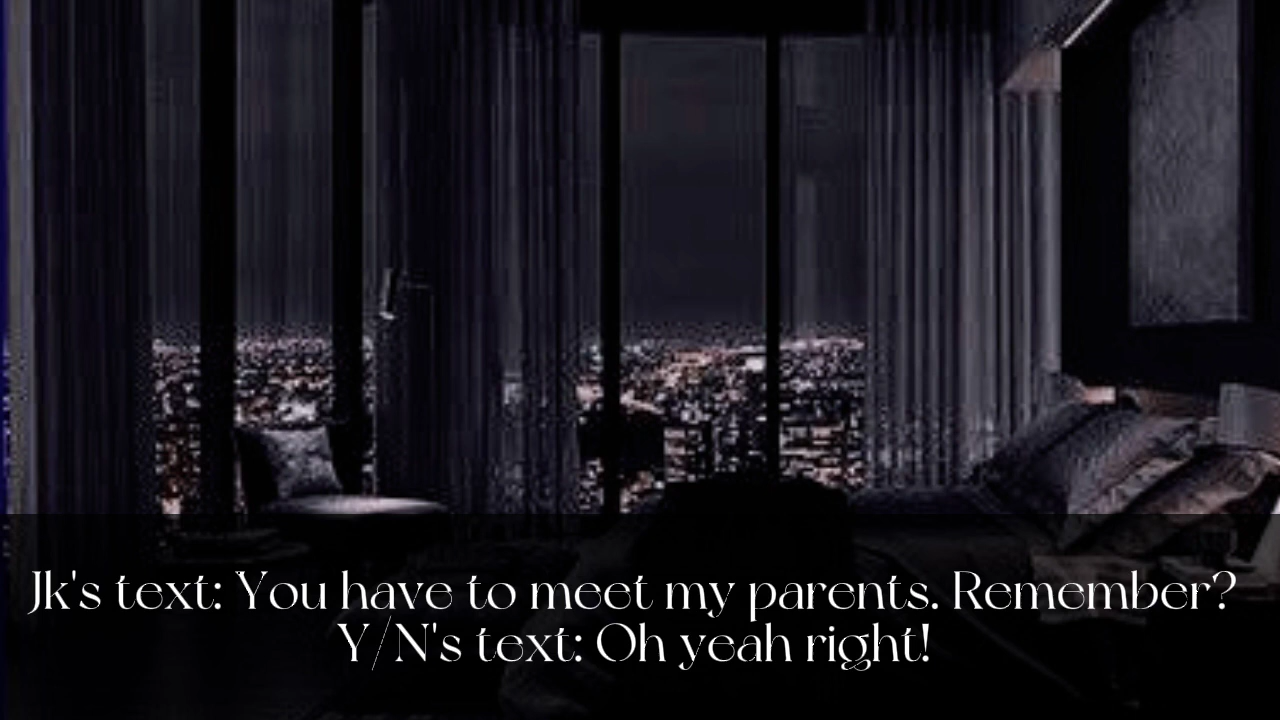 Jk's text: You have to meet my parents. Remember?
Y/N's text: Oh yeah right!